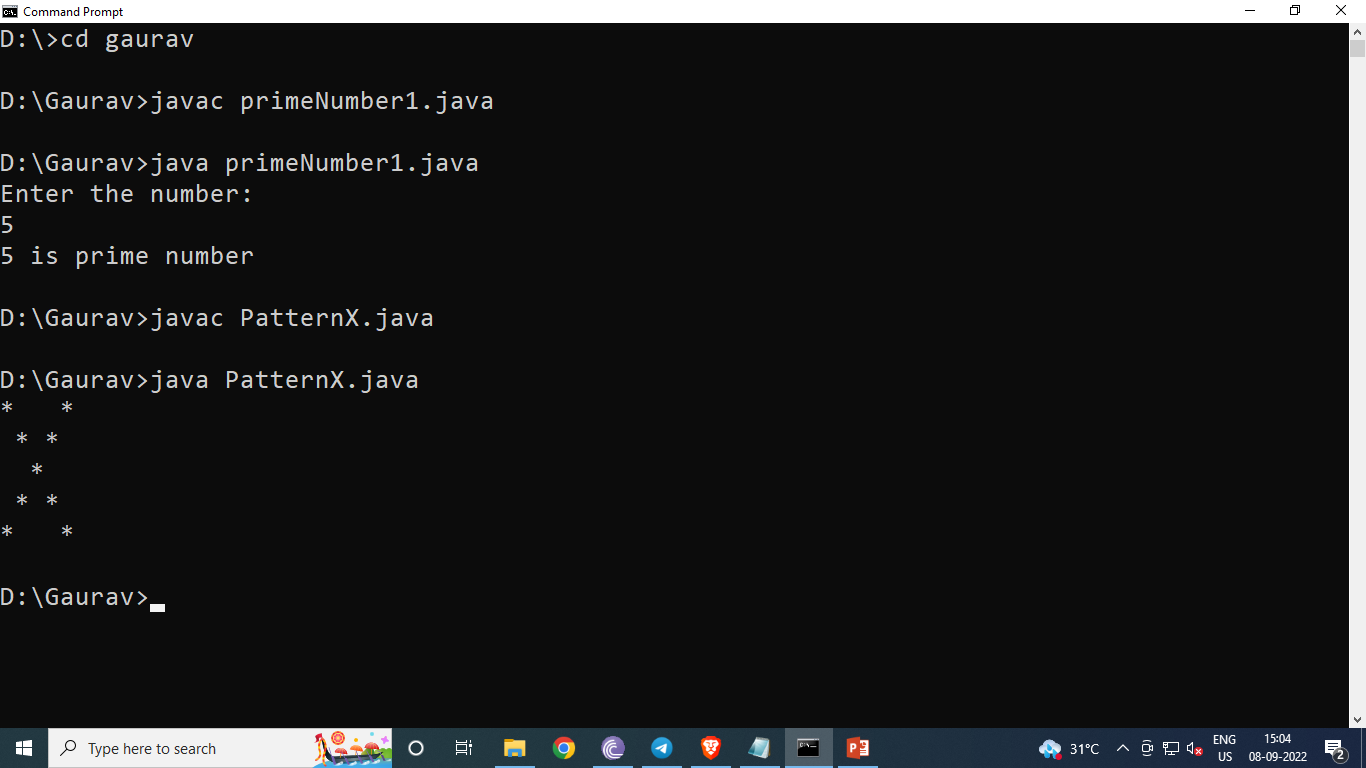 Command Prompt
D:\>cd gaurav
D:\Gaurav>javac primeNumber1.java
D:\Gaurav>java primeNumber1.java
Enter the number:
5
5 is prime number
D:\Gaurav>javac PatternX.java
D:\Gaurav>java PatternX.java
*   *
 * *
  *
 * *
*   *
D:\Gaurav>
Type here to search
31°C
ENG
US
15:04
08-09-2022
2